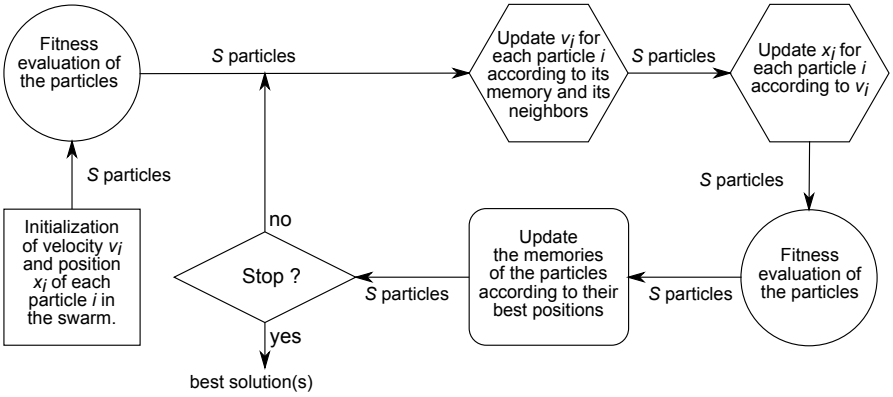 Fitness
evaluation of
the particles
S particles
Update vi for
each particle i
according to its
memory and its
neighbors
S particles
Update xi for
each particle i
according to vi
S particles
S particles
Initialization
of velocity vi
and position
xi of each
particle i in
the swarm.
no
Stop ?
S particles
Update
the memories
of the particles
according to their
best positions
S particles
Fitness
evaluation of
the particles
yes
best solution(s)